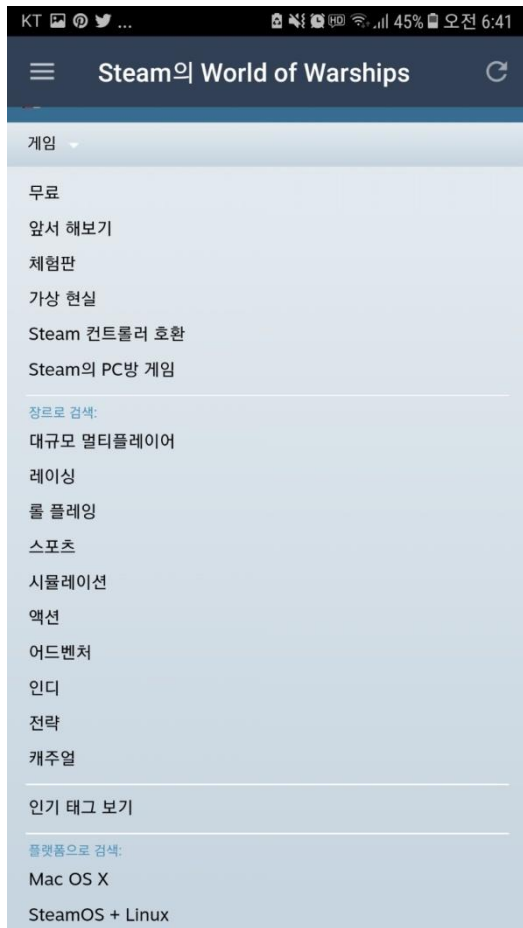 KT ... HD 45% 오전 6:41
Steam의 World of Warships
게임
무료
앞서 해보기
체험판
가상 현실
Steam 컨트롤러 호환
Steam의 PC방 게임
장르로 검색:
대규모 멀티플레이어
레이싱
롤 플레잉
스포츠
시뮬레이션
액션
어드벤처
인디
전략
캐주얼
인기 태그 보기
플랫폼으로 검색:
Mac OS X
SteamOS + Linux